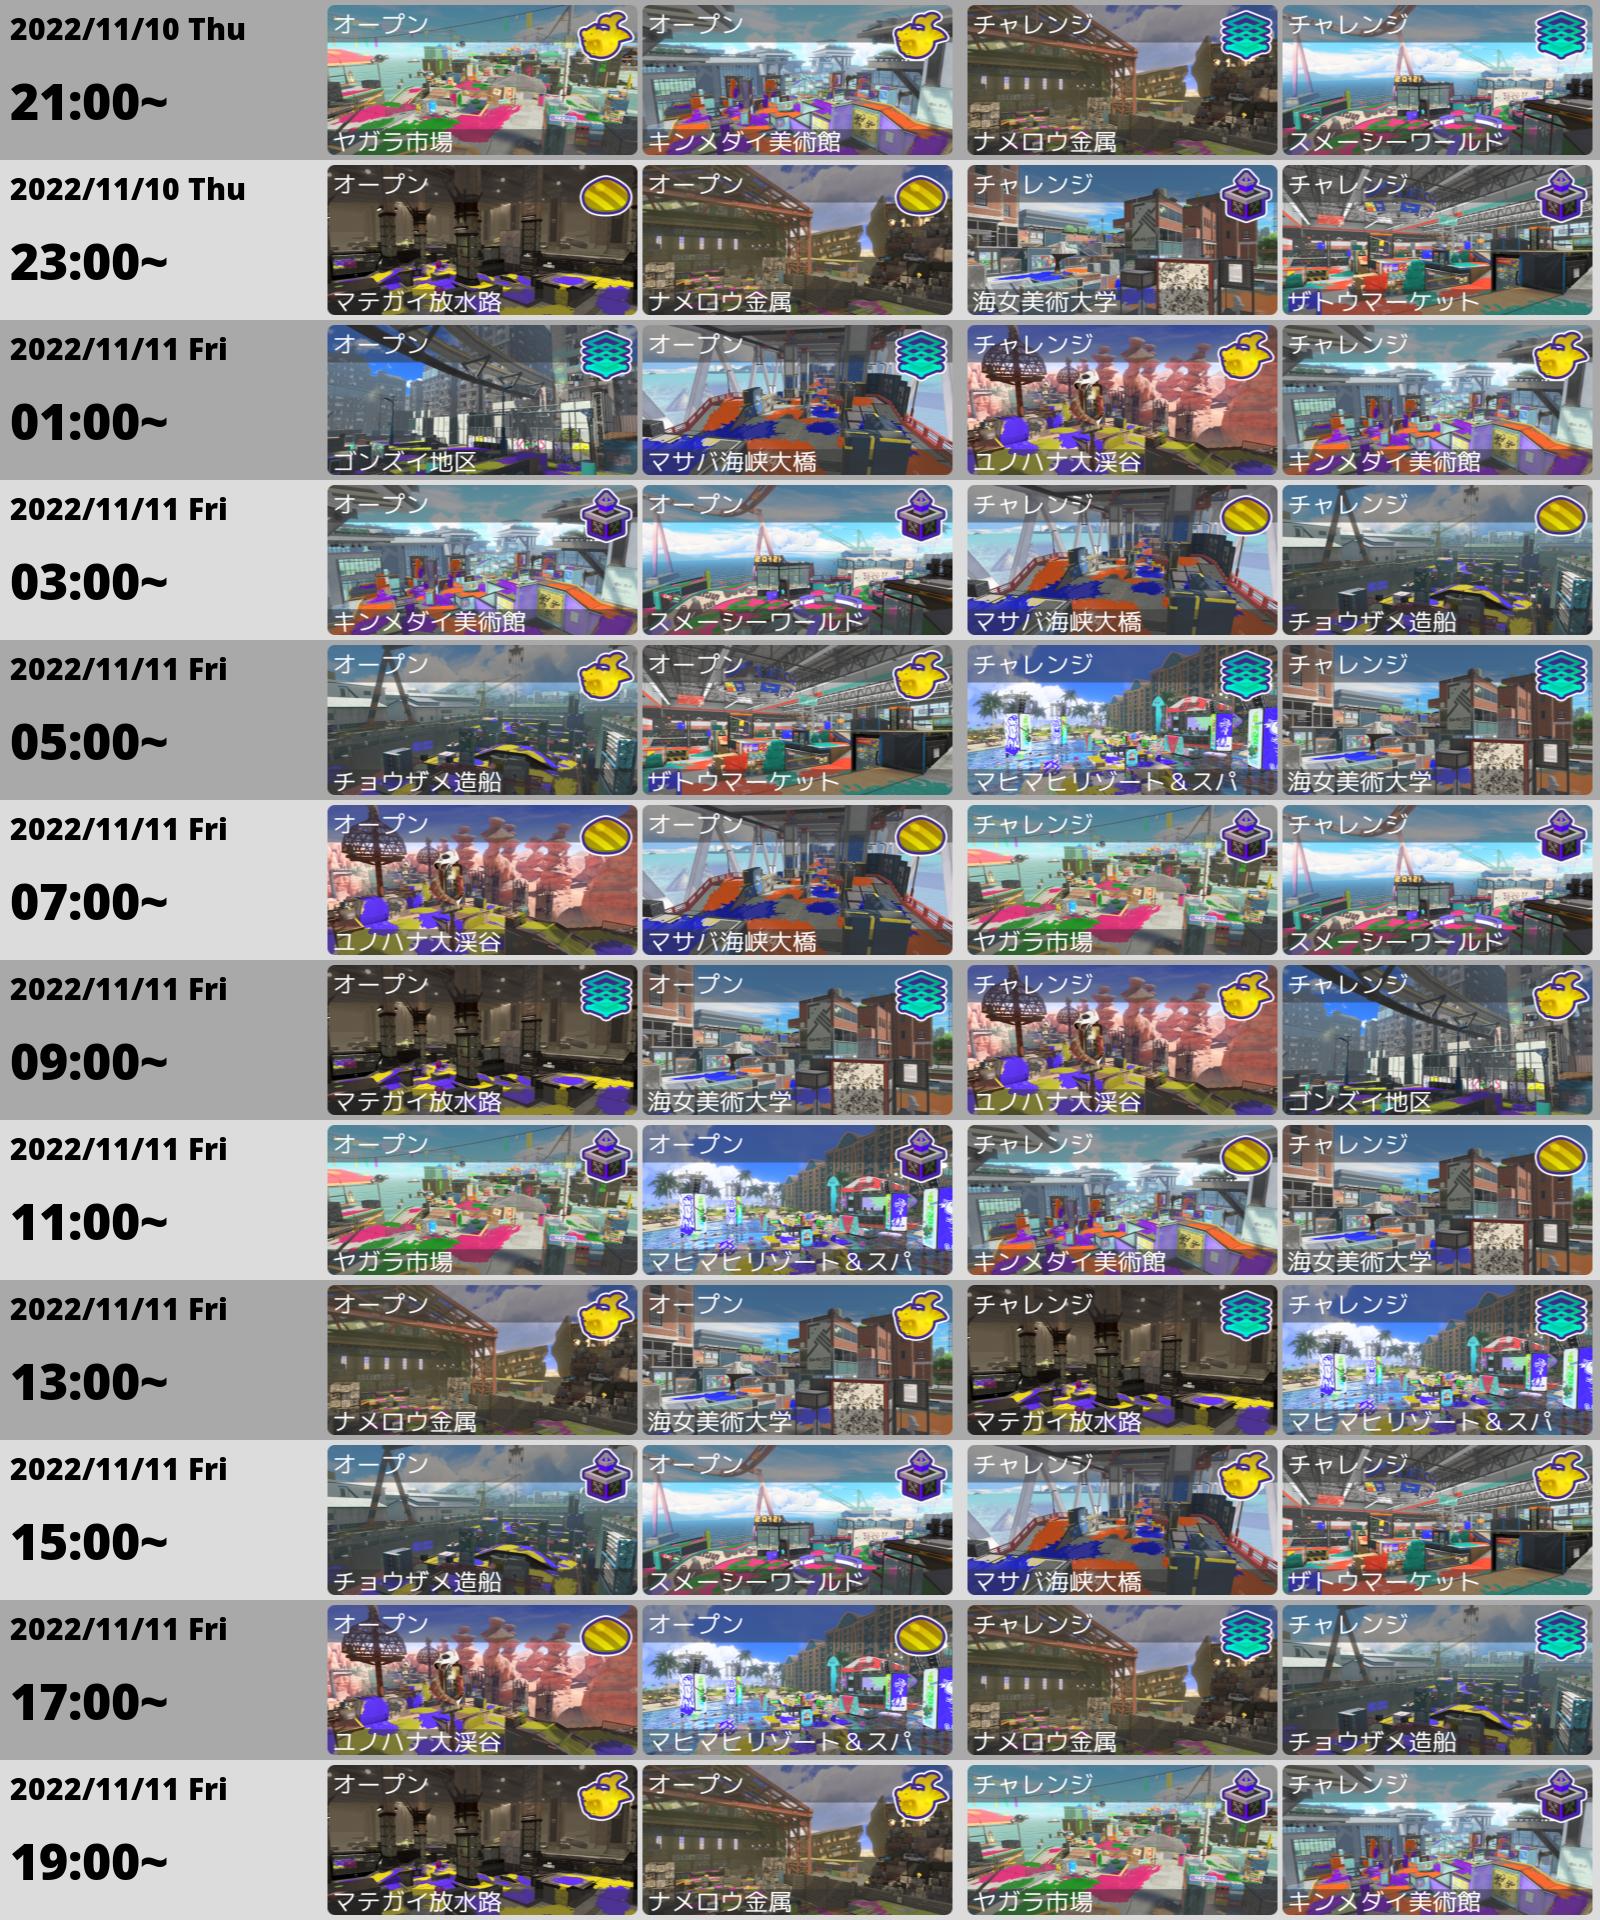 2022/11/10 Thu
21:00~
オープン
オープン
チャレンジ
チャレンジ
ヤガラ市場
キンメダイ美術館
ナメロウ金属
スメーシーワールド
2022/11/10 Thu
23:00~
オープン
オープン
チャレンジ
チャレンジ
マテガイ放水路
ナメロウ金属
海女美術大学
ザトウマーケット
2022/11/11 Fri
01:00~
オープン
オープン
チャレンジ
チャレンジ
ゴンズイ地区
マサバ海峡大橋
ユノハナ大渓谷
キンメダイ美術館
2022/11/11 Fri
03:00~
オープン
オープン
チャレンジ
チャレンジ
キンメダイ美術館
スメーシーワールド
マサバ海峡大橋
チョウザメ造船
2022/11/11 Fri
05:00~
オープン
オープン
チャレンジ
チャレンジ
チョウザメ造船
ザトウマーケット
マヒマヒリゾート＆スパ
海女美術大学
2022/11/11 Fri
07:00~
オープン
オープン
チャレンジ
チャレンジ
ユノハナ大渓谷
マサバ海峡大橋
ヤガラ市場
スメーシーワールド
2022/11/11 Fri
09:00~
オープン
オープン
チャレンジ
チャレンジ
マテガイ放水路
海女美術大学
ユノハナ大渓谷
ゴンズイ地区
2022/11/11 Fri
11:00~
オープン
オープン
チャレンジ
チャレンジ
ヤガラ市場
マヒマヒリゾート＆スパ
キンメダイ美術館
海女美術大学
2022/11/11 Fri
13:00~
オープン
オープン
チャレンジ
チャレンジ
ナメロウ金属
海女美術大学
マテガイ放水路
マヒマヒリゾート＆スパ
2022/11/11 Fri
15:00~
オープン
オープン
チャレンジ
チャレンジ
チョウザメ造船
スメーシーワールド
マサバ海峡大橋
ザトウマーケット
2022/11/11 Fri
17:00~
オープン
オープン
チャレンジ
チャレンジ
ユノハナ大渓谷
マヒマヒリゾート＆スパ
ナメロウ金属
チョウザメ造船
2022/11/11 Fri
19:00~
オープン
オープン
チャレンジ
チャレンジ
マテガイ放水路
ナメロウ金属
ヤガラ市場
キンメダイ美術館